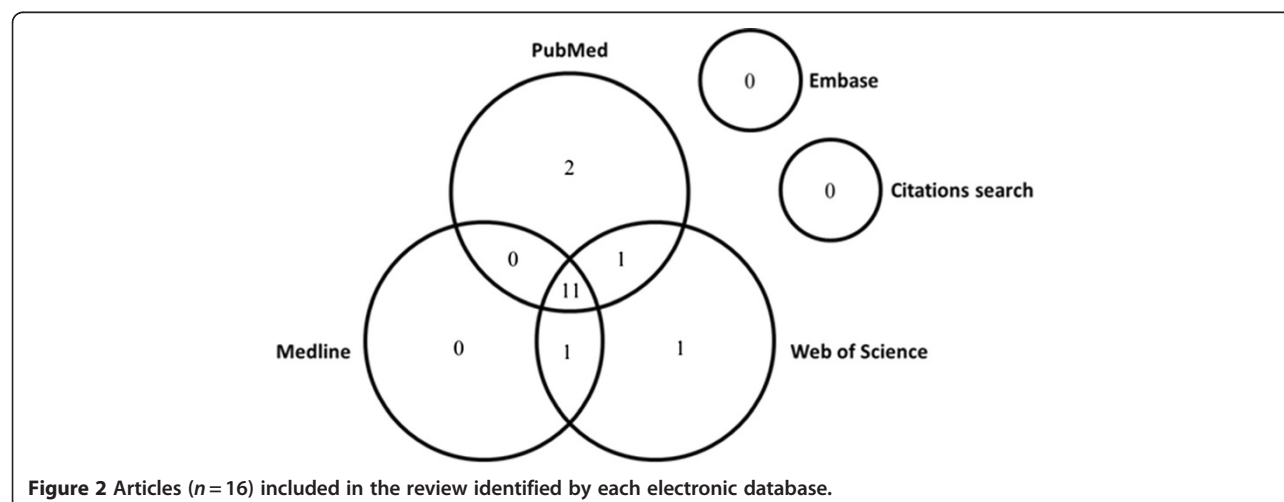 PubMed
0 Embase
2
0 Citations search
0 1
11
Medline 0 1 1 Web of Science
Figure 2 Articles (n = 16) included in the review identified by each electronic database.